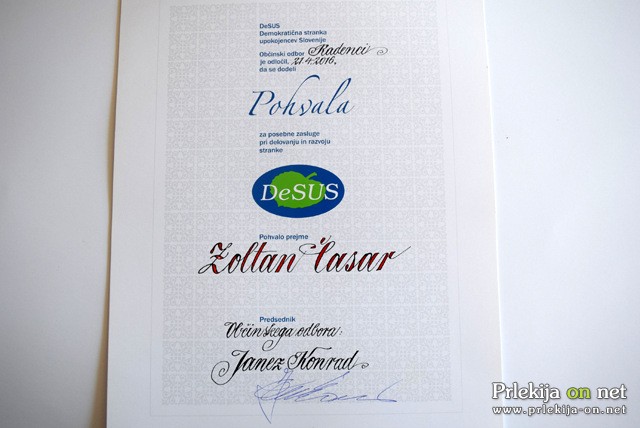 DeSUS
Demokratična stranka
upokojencev Slovenije
Občinski odbor Radenci
je odločil, 21.4.2016.
da se dodeli
Pohvala
za posebne zasluge
pri delovanju in razvoju
stranke
DeSUS
Pohvalo prejme
Zoltan Časar
Predsednik
Občinskega odbora:
Janez Konrad
Prlekija on net
www.prlekija-on.net